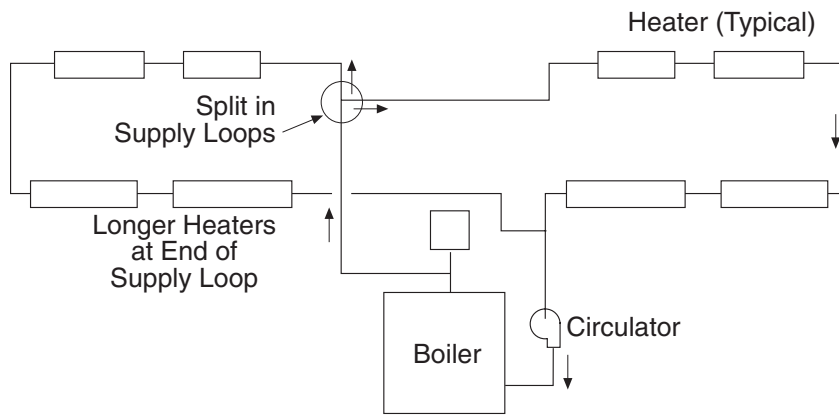 Heater (Typical)
Split in
Supply Loops
Longer Heaters
at End of
Supply Loop
Circulator
Boiler